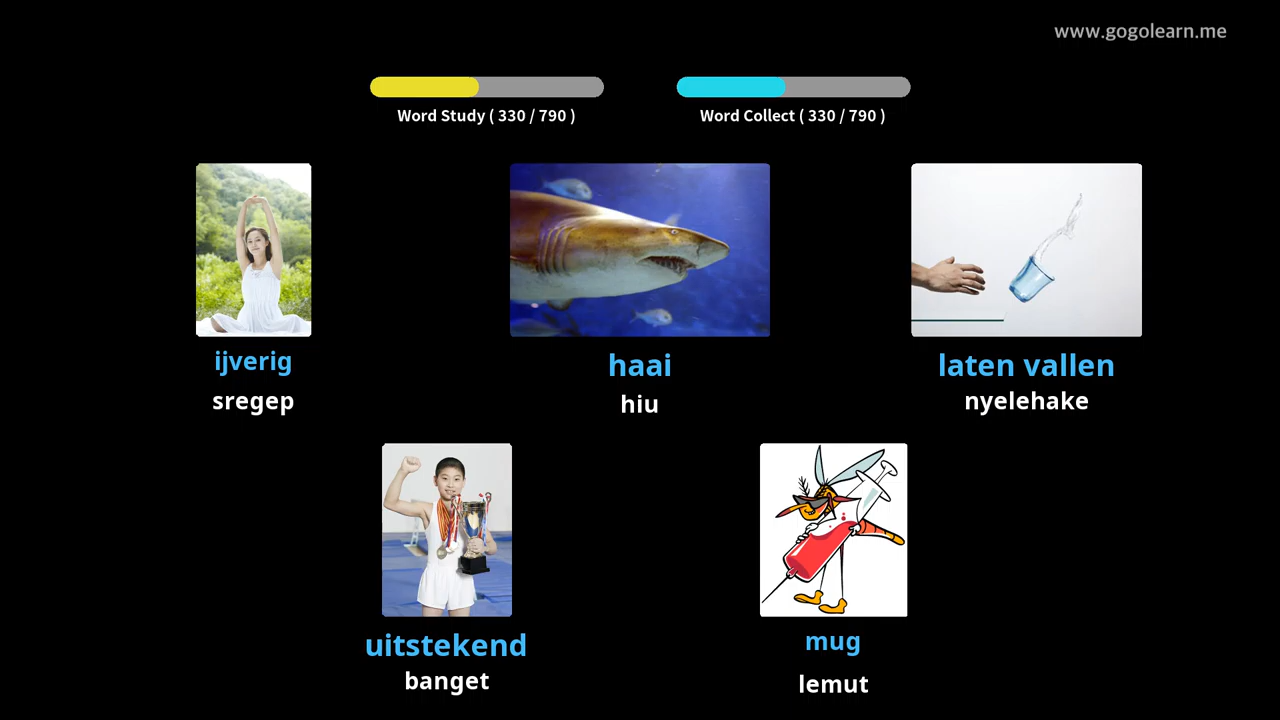 www.gogolearn.me
Word Study ( 330 / 790 )
Word Collect ( 330 / 790 )
ijverig
sregep
haai
hiu
laten vallen
nyelehake
uitstekend
banget
mug
lemut